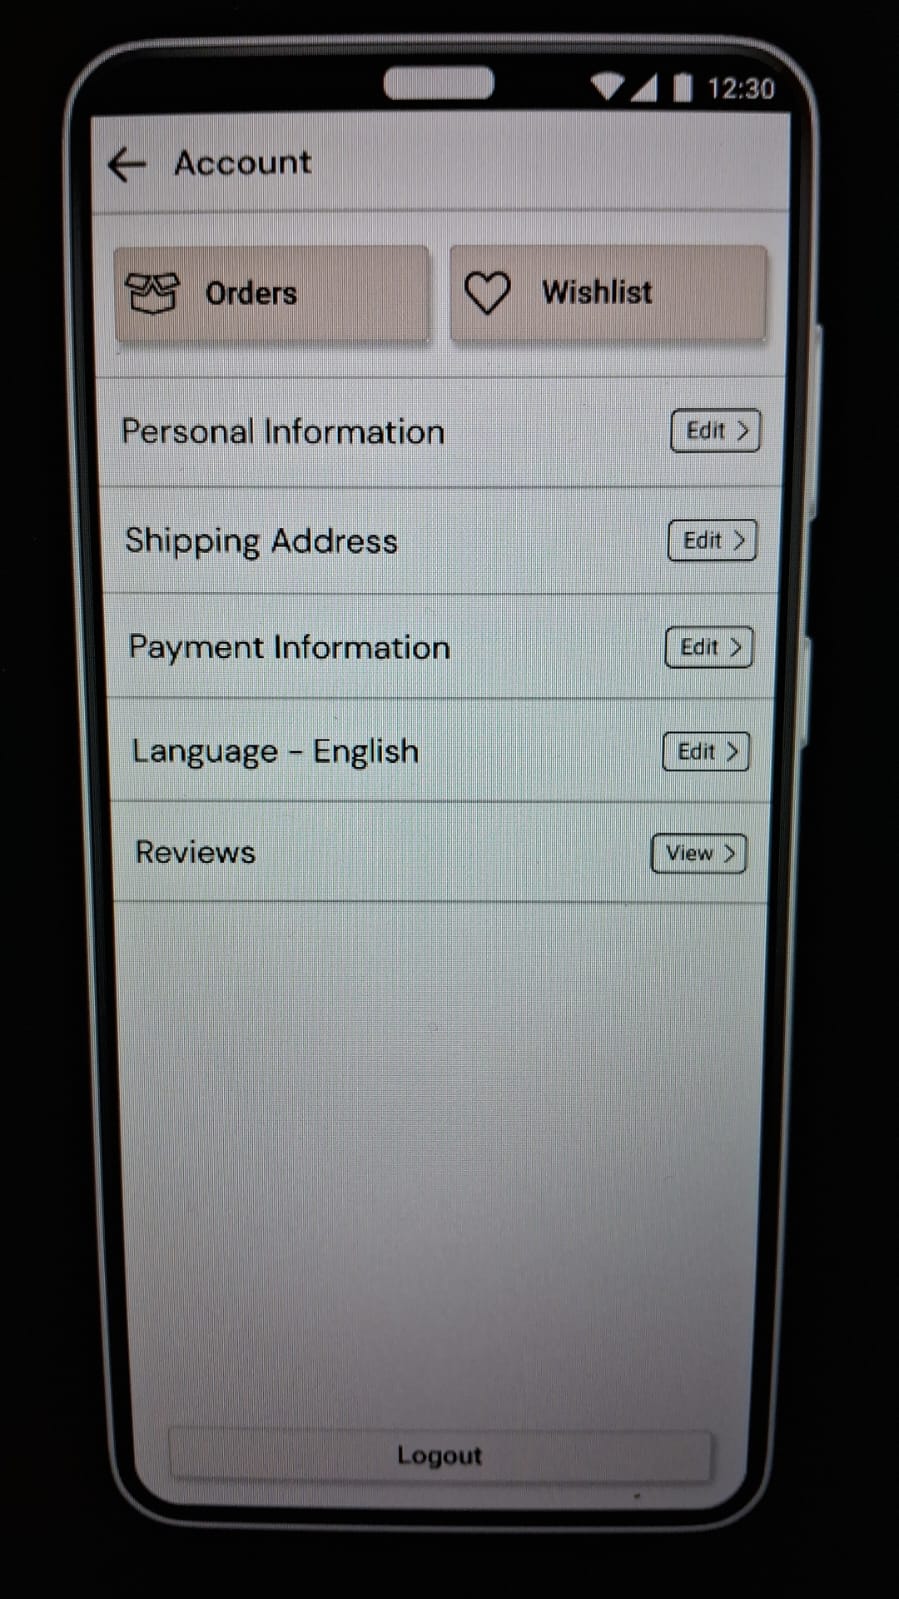 12:30
Account
Orders
Wishlist
Personal Information
Edit
Shipping Address
Edit
Payment Information
Edit
Language - English
Edit
Reviews
View
Logout